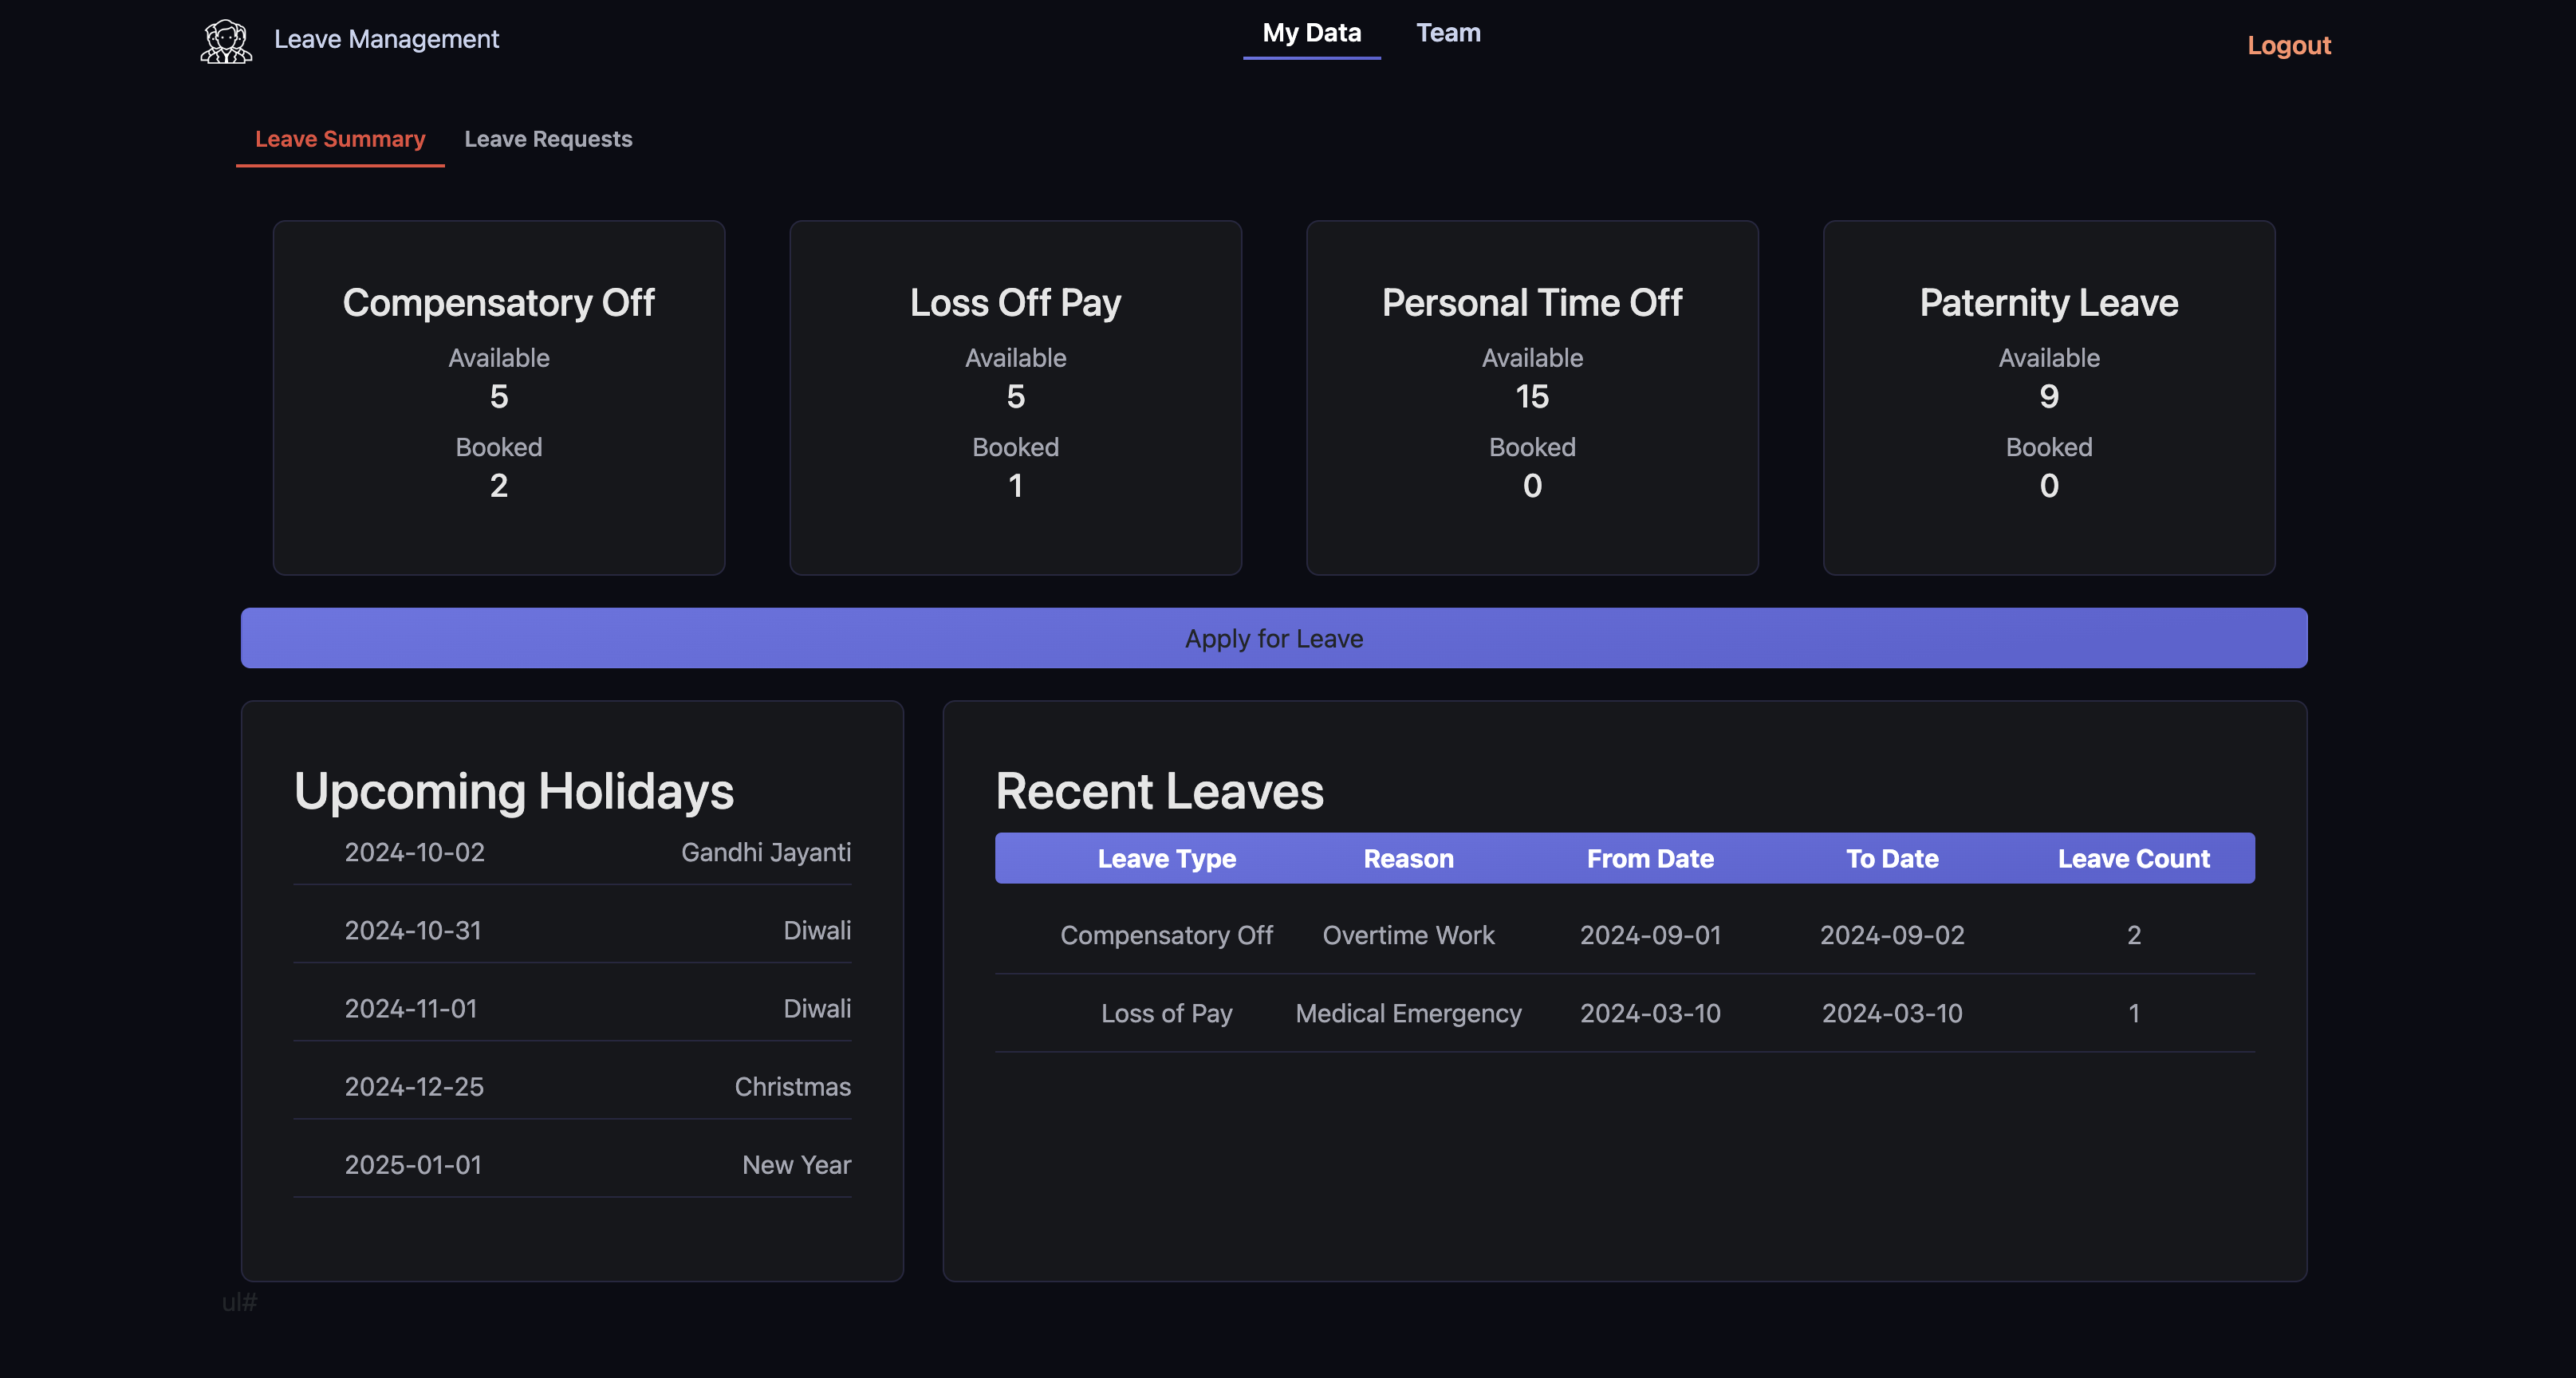 Leave Management
My Data Team
Logout
Leave Summary Leave Requests
Compensatory Off
Available
5
Booked
2
Loss Off Pay
Available
5
Booked
1
Personal Time Off
Available
15
Booked
0
Paternity Leave
Available
9
Booked
0
Apply for Leave
Upcoming Holidays
2024-10-02 Gandhi Jayanti
2024-10-31 Diwali
2024-11-01 Diwali
2024-12-25 Christmas
2025-01-01 New Year
Recent Leaves
Leave Type Reason From Date To Date Leave Count
Compensatory Off Overtime Work 2024-09-01 2024-09-02 2
Loss of Pay Medical Emergency 2024-03-10 2024-03-10 1
ul#